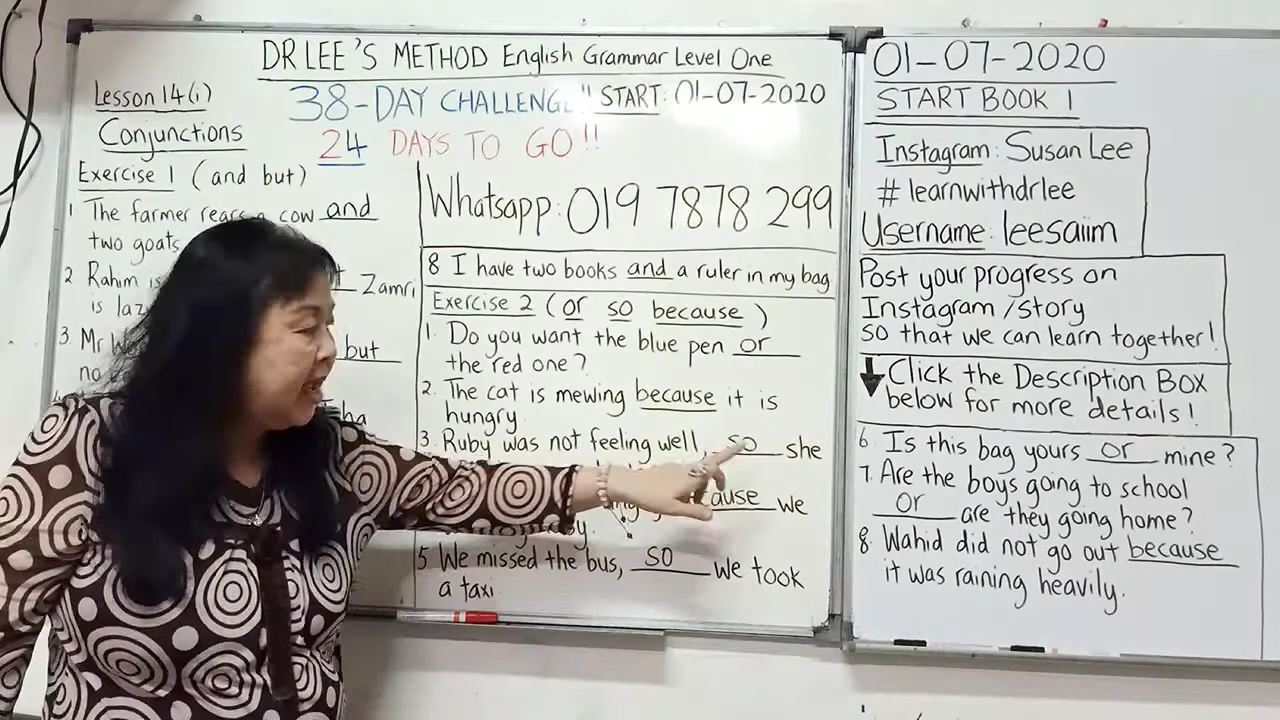 DR LEE'S METHOD English Grammar Level One
Lesson 14(i)
Conjunctions
38-DAY CHALLENGE!! START: 01-07-2020
24 DAYS TO GO!!
Exercise 1 (and but)
1 The farmer rears a cow and
two goats
2 Rahim is Zamri
is laz
3. Mr W but
no
Whatsapp: 019 7878 299
8 I have two books and a ruler in my bag
Exercise 2 (or so because)
1. Do you want the blue pen or
the red one?
2. The cat is mewing because it is
hungry.
3. Ruby was not feeling well, so she
cause we
5 We missed the bus, so we took
a taxi
01-07-2020
START BOOK 1
Instagram: Susan Lee
# learnwithdrlee
Username: leesaiim
Post your progress on
Instagram/story
so that we can learn together!
Click the Description Box
below for more details!
6. Is this bag yours or mine?
7. Are the boys going to school
or are they going home?
8. Wahid did not go out because
it was raining heavily.